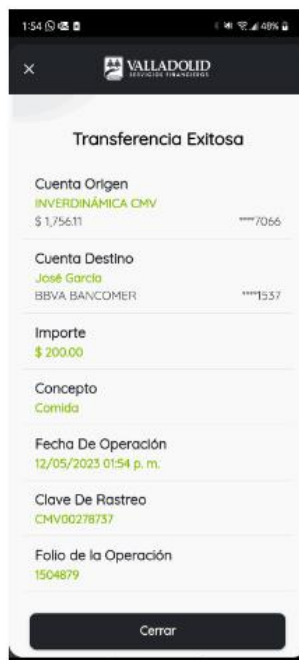 1:54 48%
VALLADOLID
SERVICIOS FINANCIEROS
Transferencia Exitosa
Cuenta Origen
INVERDINÁMICA CMV
$ 1,756.11 ****7066
Cuenta Destino
José García
BBVA BANCOMER ****1537
Importe
$ 200.00
Concepto
Comida
Fecha De Operación
12/05/2023 01:54 p. m.
Clave De Rastreo
CMV00278737
Folio de la Operación
1504879
Cerrar